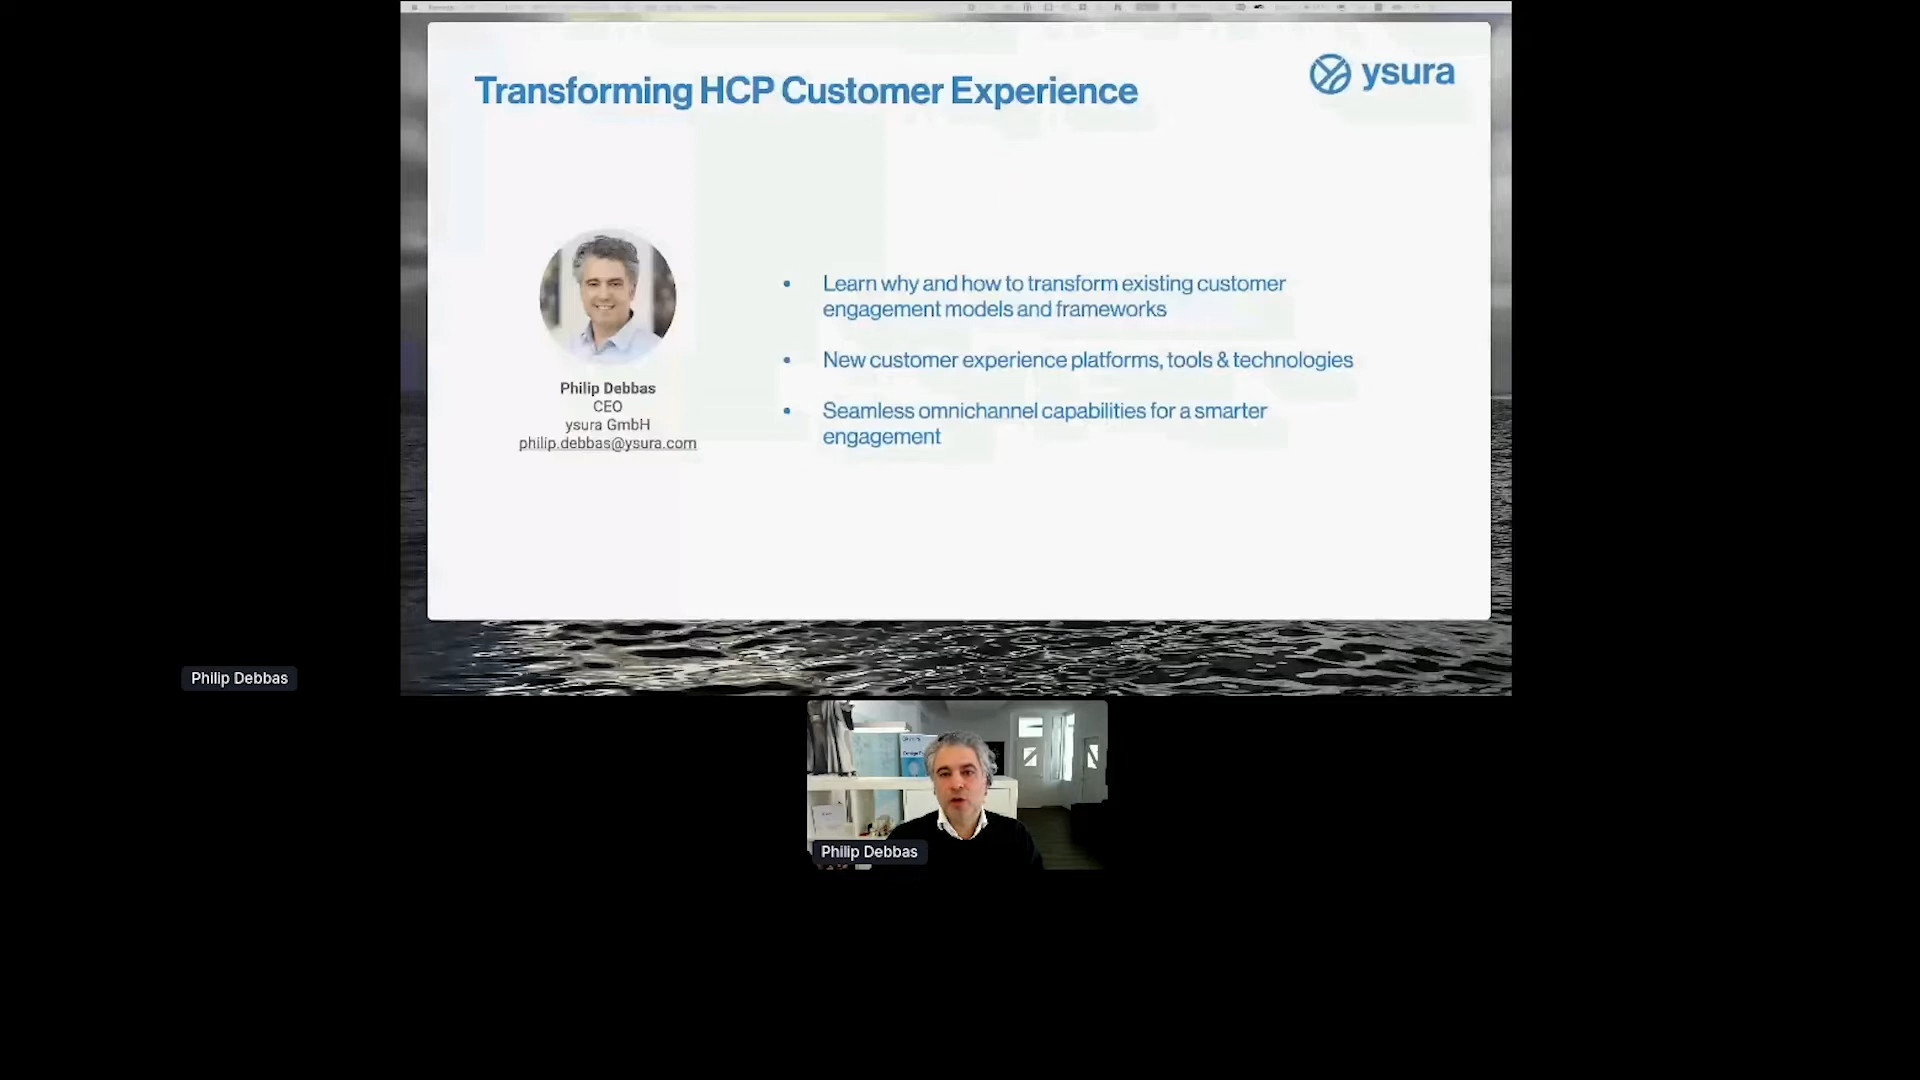 Transforming HCP Customer Experience
ysura
Learn why and how to transform existing customer
engagement models and frameworks
New customer experience platforms, tools & technologies
Seamless omnichannel capabilities for a smarter
engagement
Philip Debbas
CEO
ysura GmbH
philip.debbas@ysura.com
Philip Debbas
Philip Debbas